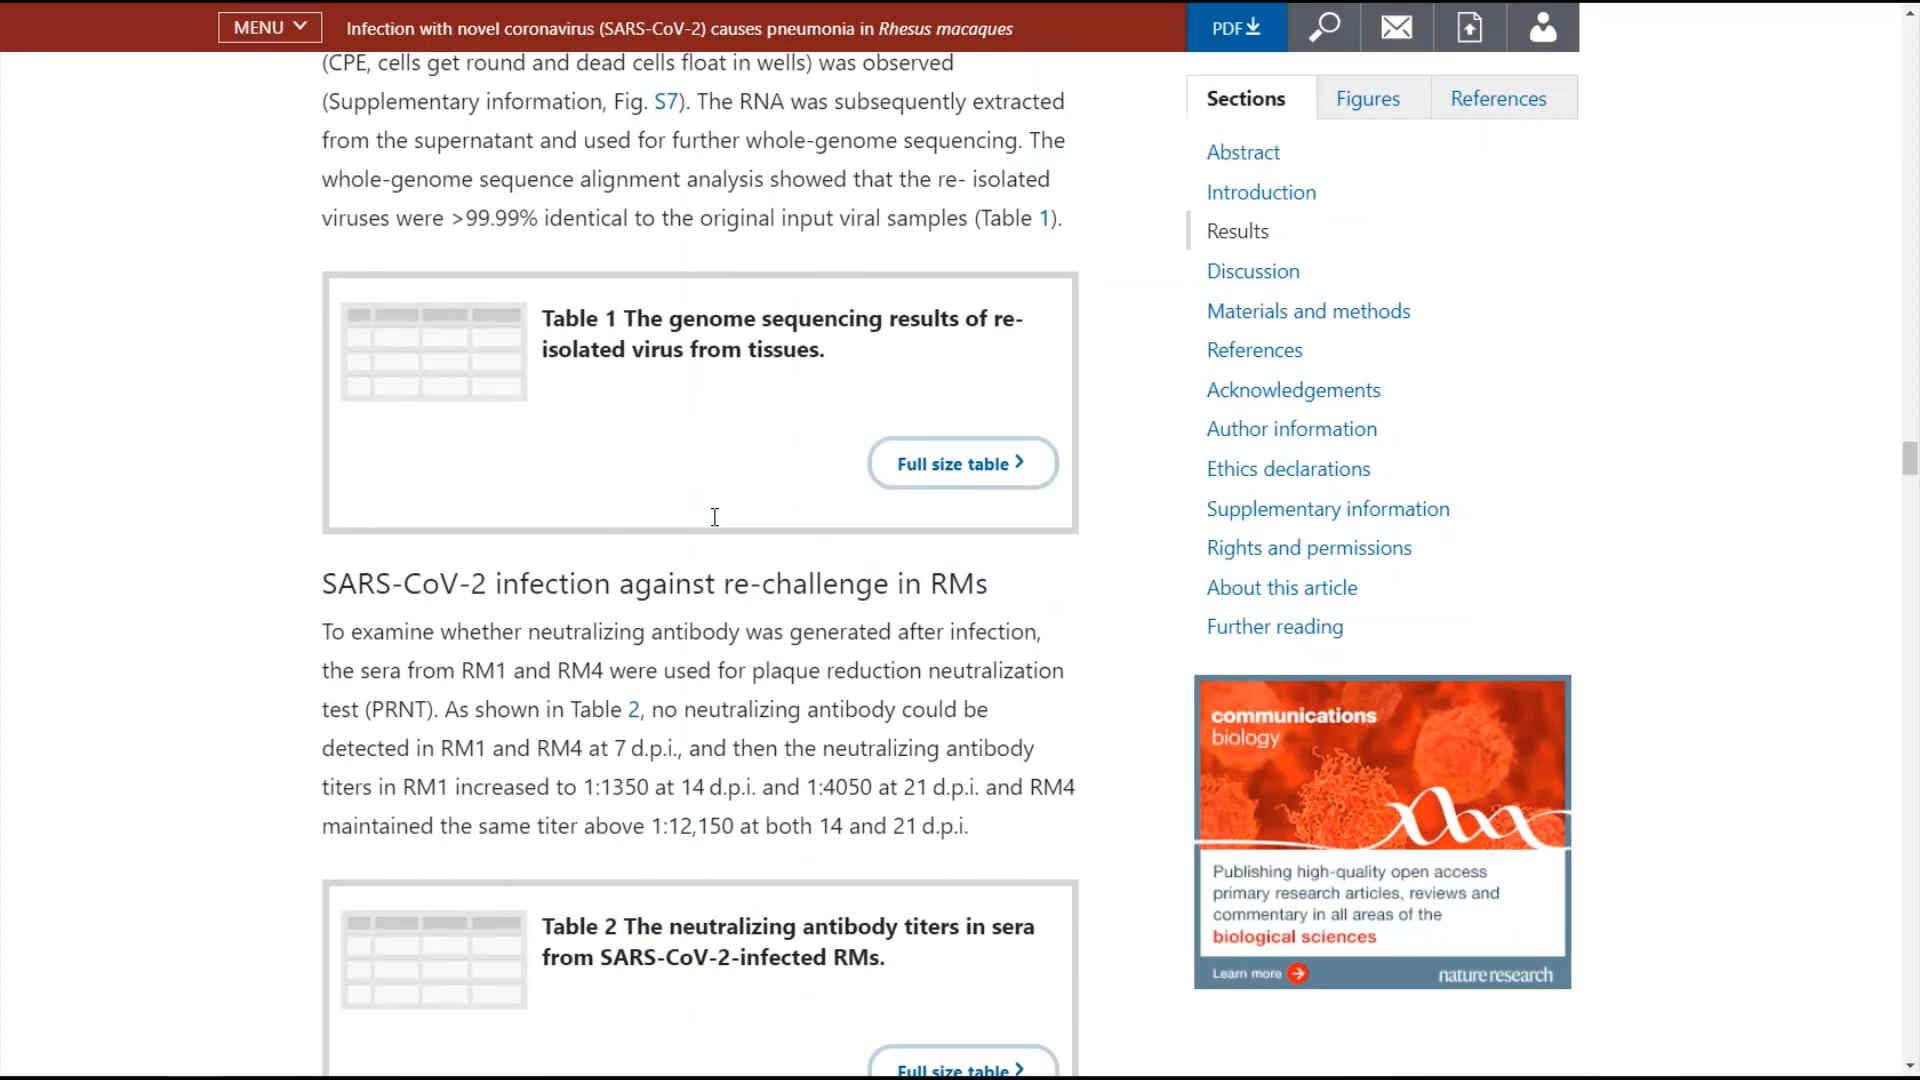 MENU
Infection with novel coronavirus (SARS-CoV-2) causes pneumonia in Rhesus macaques
PDF
(CPE, cells get round and dead cells float in wells) was observed
(Supplementary information, Fig. S7). The RNA was subsequently extracted
from the supernatant and used for further whole-genome sequencing. The
whole-genome sequence alignment analysis showed that the re- isolated
viruses were >99.99% identical to the original input viral samples (Table 1).
Table 1 The genome sequencing results of re-
isolated virus from tissues.
Full size table
SARS-CoV-2 infection against re-challenge in RMs
To examine whether neutralizing antibody was generated after infection,
the sera from RM1 and RM4 were used for plaque reduction neutralization
test (PRNT). As shown in Table 2, no neutralizing antibody could be
detected in RM1 and RM4 at 7 d.p.i., and then the neutralizing antibody
titers in RM1 increased to 1:1350 at 14 d.p.i. and 1:4050 at 21 d.p.i. and RM4
maintained the same titer above 1:12,150 at both 14 and 21 d.p.i.
Table 2 The neutralizing antibody titers in sera
from SARS-CoV-2-infected RMs.
Full size table
Sections
Figures
References
Abstract
Introduction
Results
Discussion
Materials and methods
References
Acknowledgements
Author information
Ethics declarations
Supplementary information
Rights and permissions
About this article
Further reading
communications
biology
Publishing high-quality open access
primary research articles, reviews and
commentary in all areas of the
biological sciences
Learn more
natureresearch